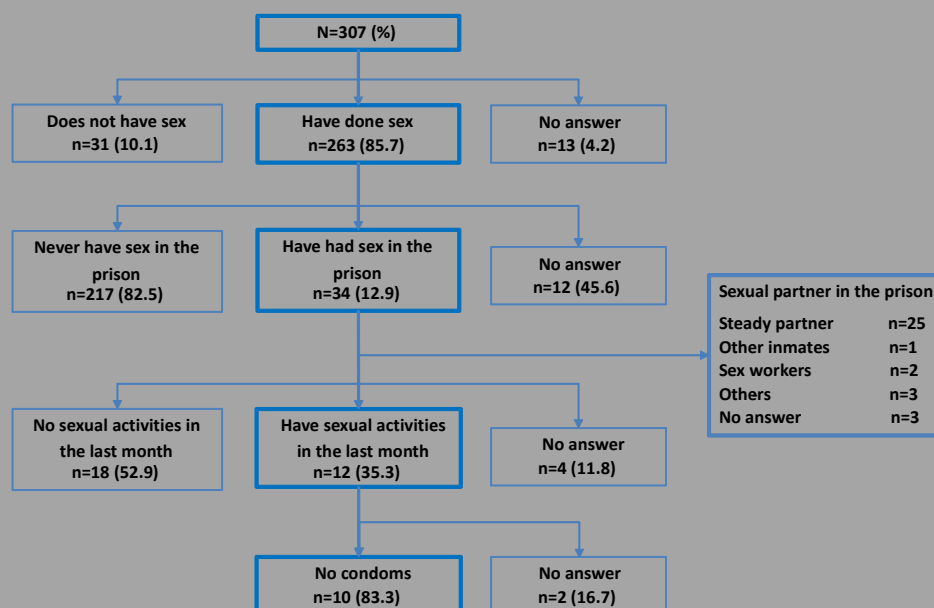 N=307 (%)
Does not have sex
n=31 (10.1)
Have done sex
n=263 (85.7)
No answer
n=13 (4.2)
Never have sex in the
prison
n=217 (82.5)
Have had sex in the
prison
n=34 (12.9)
No answer
n=12 (45.6)
Sexual partner in the prison
Steady partner n=25
Other inmates n=1
Sex workers n=2
Others n=3
No answer n=3
No sexual activities in
the last month
n=18 (52.9)
Have sexual activities
in the last month
n=12 (35.3)
No answer
n=4 (11.8)
No condoms
n=10 (83.3)
No answer
n=2 (16.7)